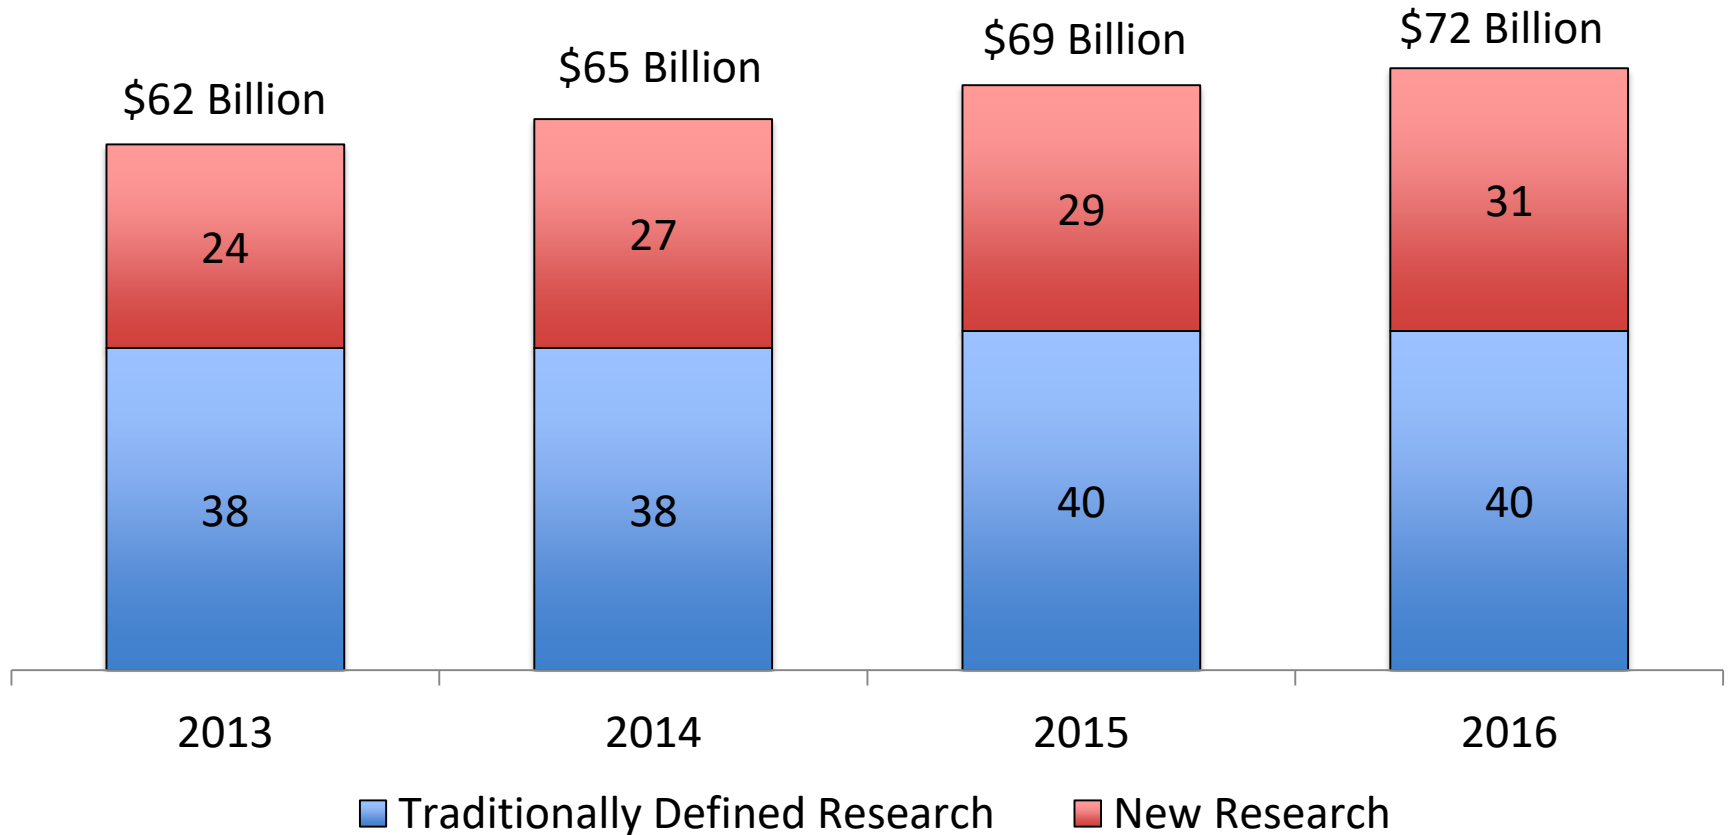 $62 Billion
$65 Billion
$69 Billion
$72 Billion
24
27
29
31
38
38
40
40
2013
2014
2015
2016
Traditionally Defined Research
New Research